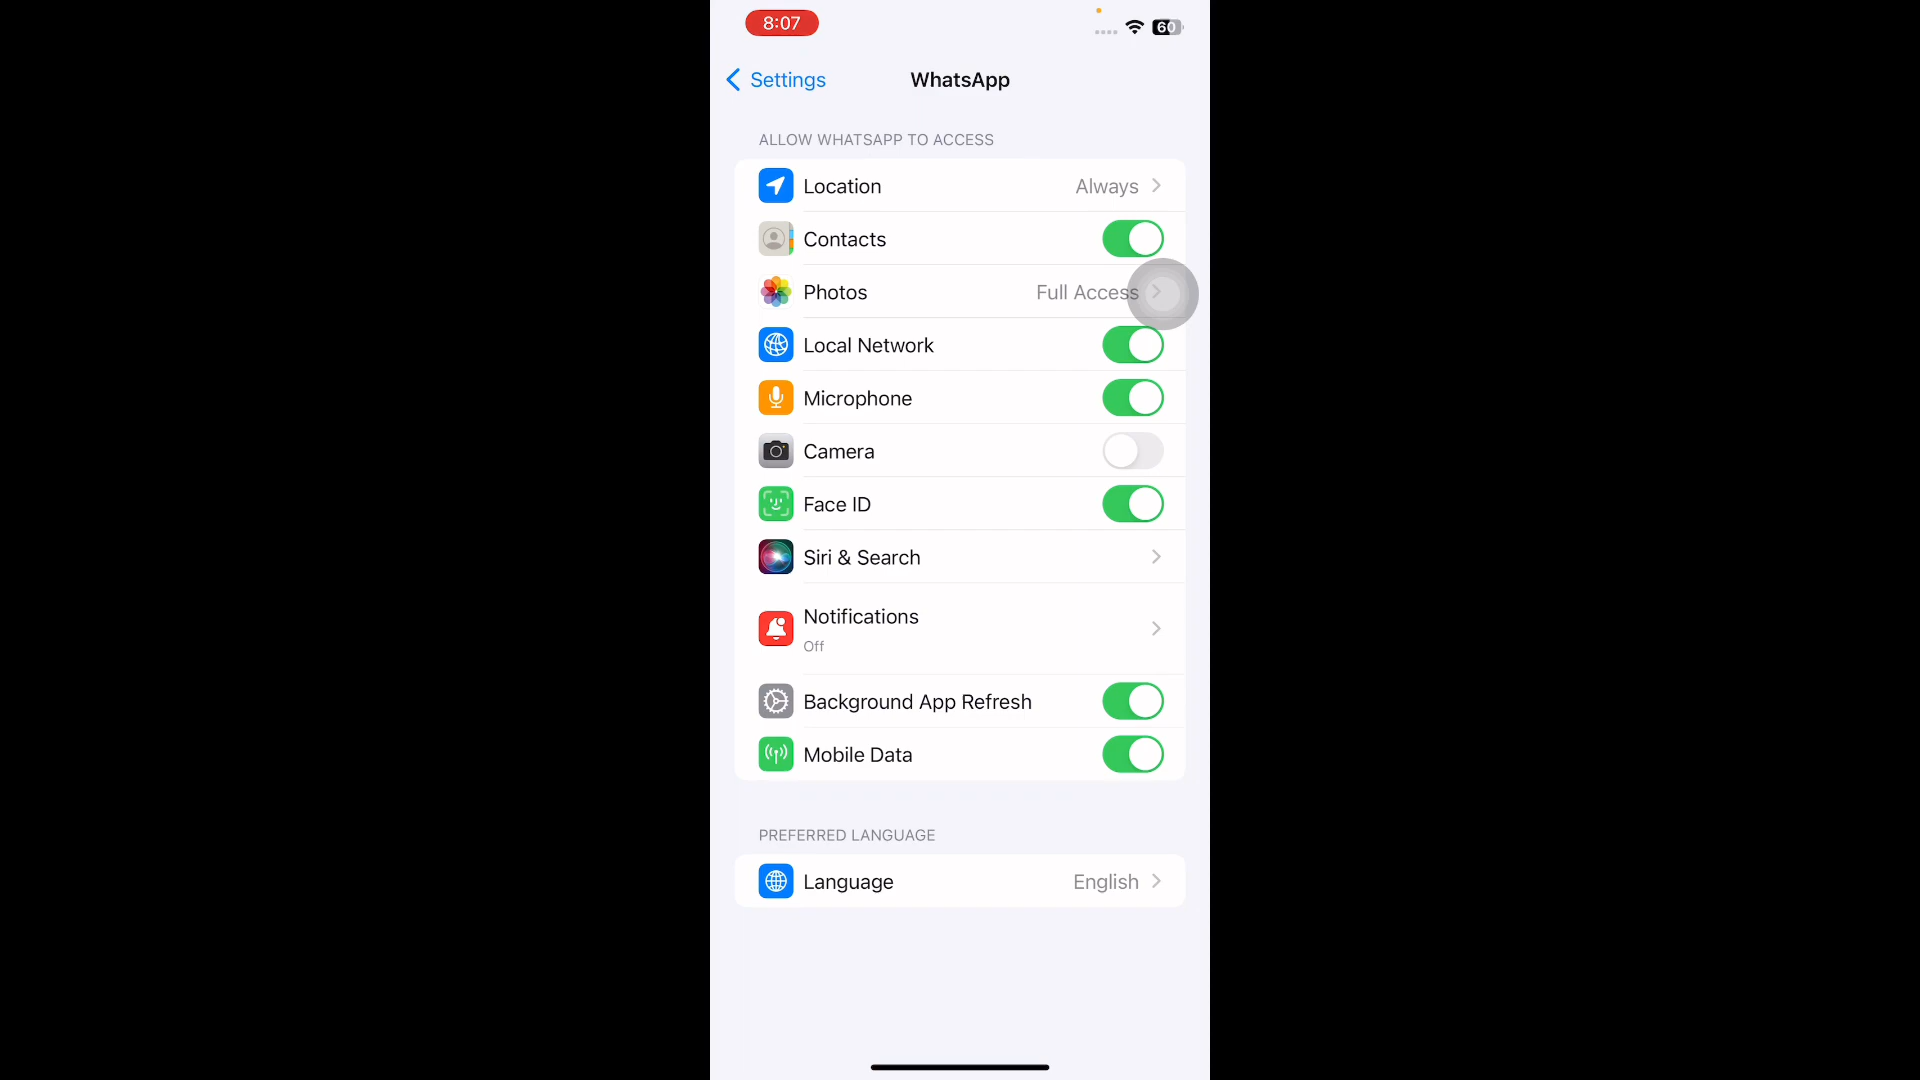 8:07
60
Settings
WhatsApp
ALLOW WHATSAPP TO ACCESS
Location
Always
Contacts
Photos
Full Access
Local Network
Microphone
Camera
Face ID
Siri & Search
Notifications
Off
Background App Refresh
Mobile Data
PREFERRED LANGUAGE
Language
English